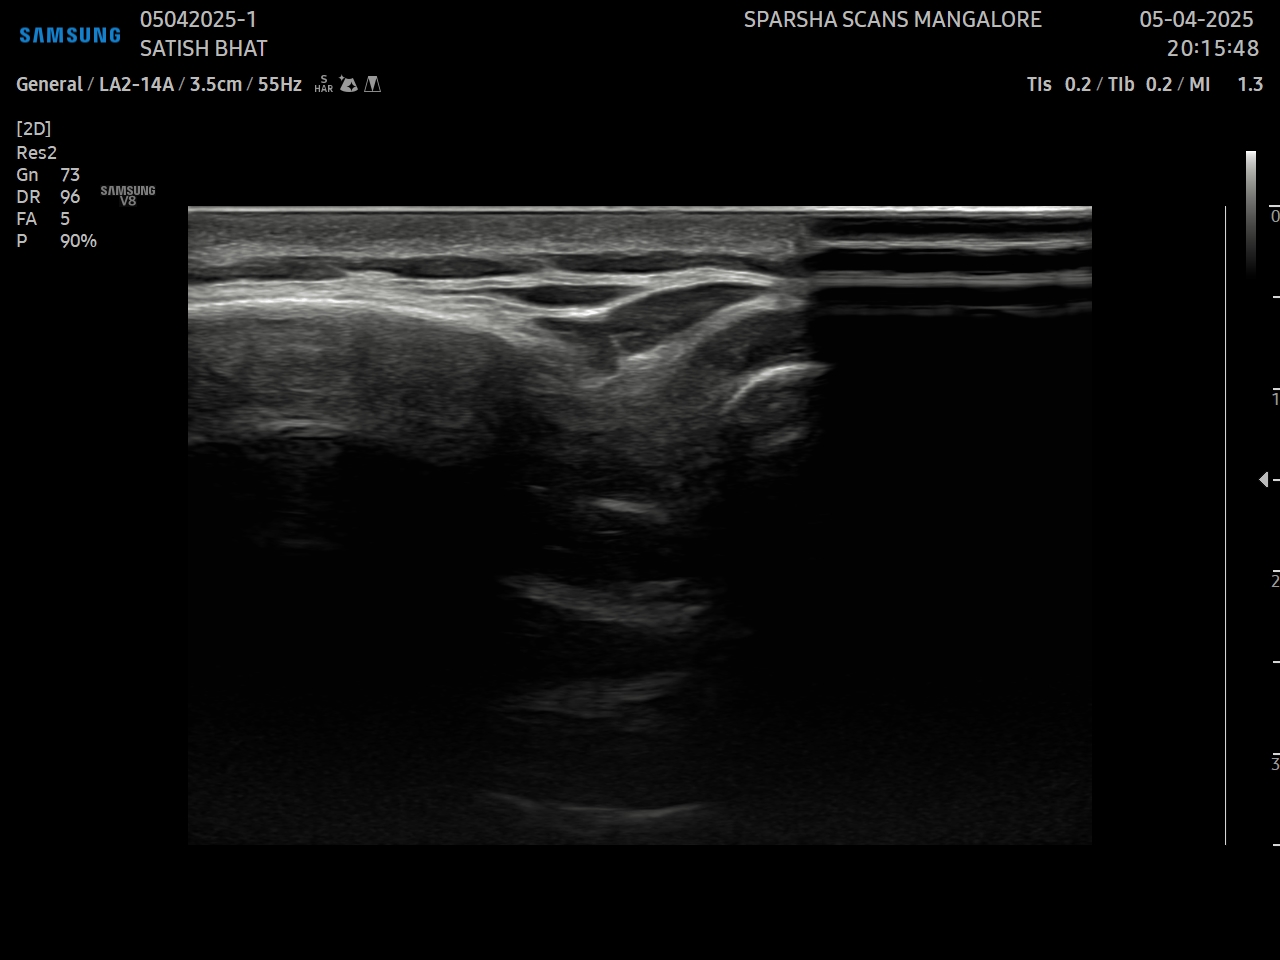 SAMSUNG
05042025-1
SATISH BHAT
SPARSHA SCANS MANGALORE
05-04-2025
20:15:48
General / LA2-14A / 3.5cm / 55Hz
S
HAR
TIs 0.2 / TIb 0.2 / MI 1.3
[2D]
Res2
Gn 73
DR 96
FA 5
P 90%
SAMSUNG
V8
0
1
2
3